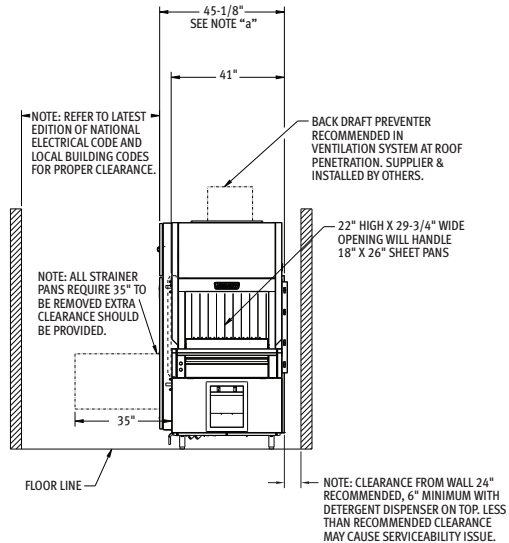 45-1/8"
SEE NOTE “a”
41"
NOTE: REFER TO LATEST
EDITION OF NATIONAL
ELECTRICAL CODE AND
LOCAL BUILDING CODES
FOR PROPER CLEARANCE.
BACK DRAFT PREVENTER
RECOMMENDED IN
VENTILATION SYSTEM AT ROOF
PENETRATION. SUPPLIER &
INSTALLED BY OTHERS.
22" HIGH X 29-3/4" WIDE
OPENING WILL HANDLE
18" X 26" SHEET PANS
NOTE: ALL STRAINER
PANS REQUIRE 35" TO
BE REMOVED EXTRA
CLEARANCE SHOULD
BE PROVIDED.
35"
FLOOR LINE
NOTE: CLEARANCE FROM WALL 24"
RECOMMENDED, 6" MINIMUM WITH
DETERGENT DISPENSER ON TOP. LESS
THAN RECOMMENDED CLEARANCE
MAY CAUSE SERVICEABILITY ISSUE.